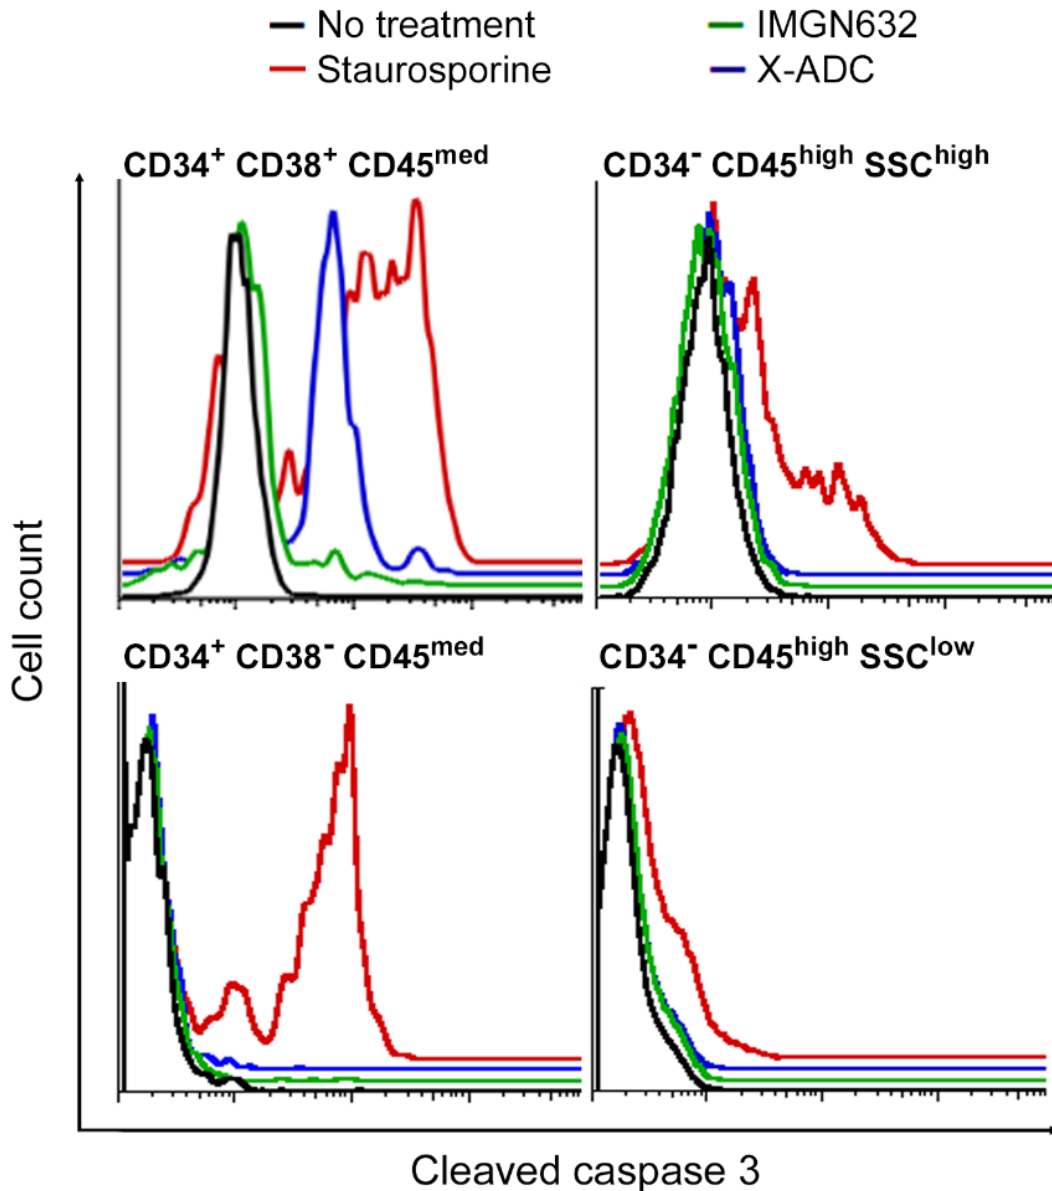 No treatment
IMGN632
Staurosporine
X-ADC
CD34⁺ CD38⁺ CD45ᵐᵉᵈ
CD34⁻ CD45ʰⁱᵍʰ SSCʰⁱᵍʰ
Cell count
CD34⁺ CD38⁻ CD45ᵐᵉᵈ
CD34⁻ CD45ʰⁱᵍʰ SSCˡᵒʷ
Cleaved caspase 3